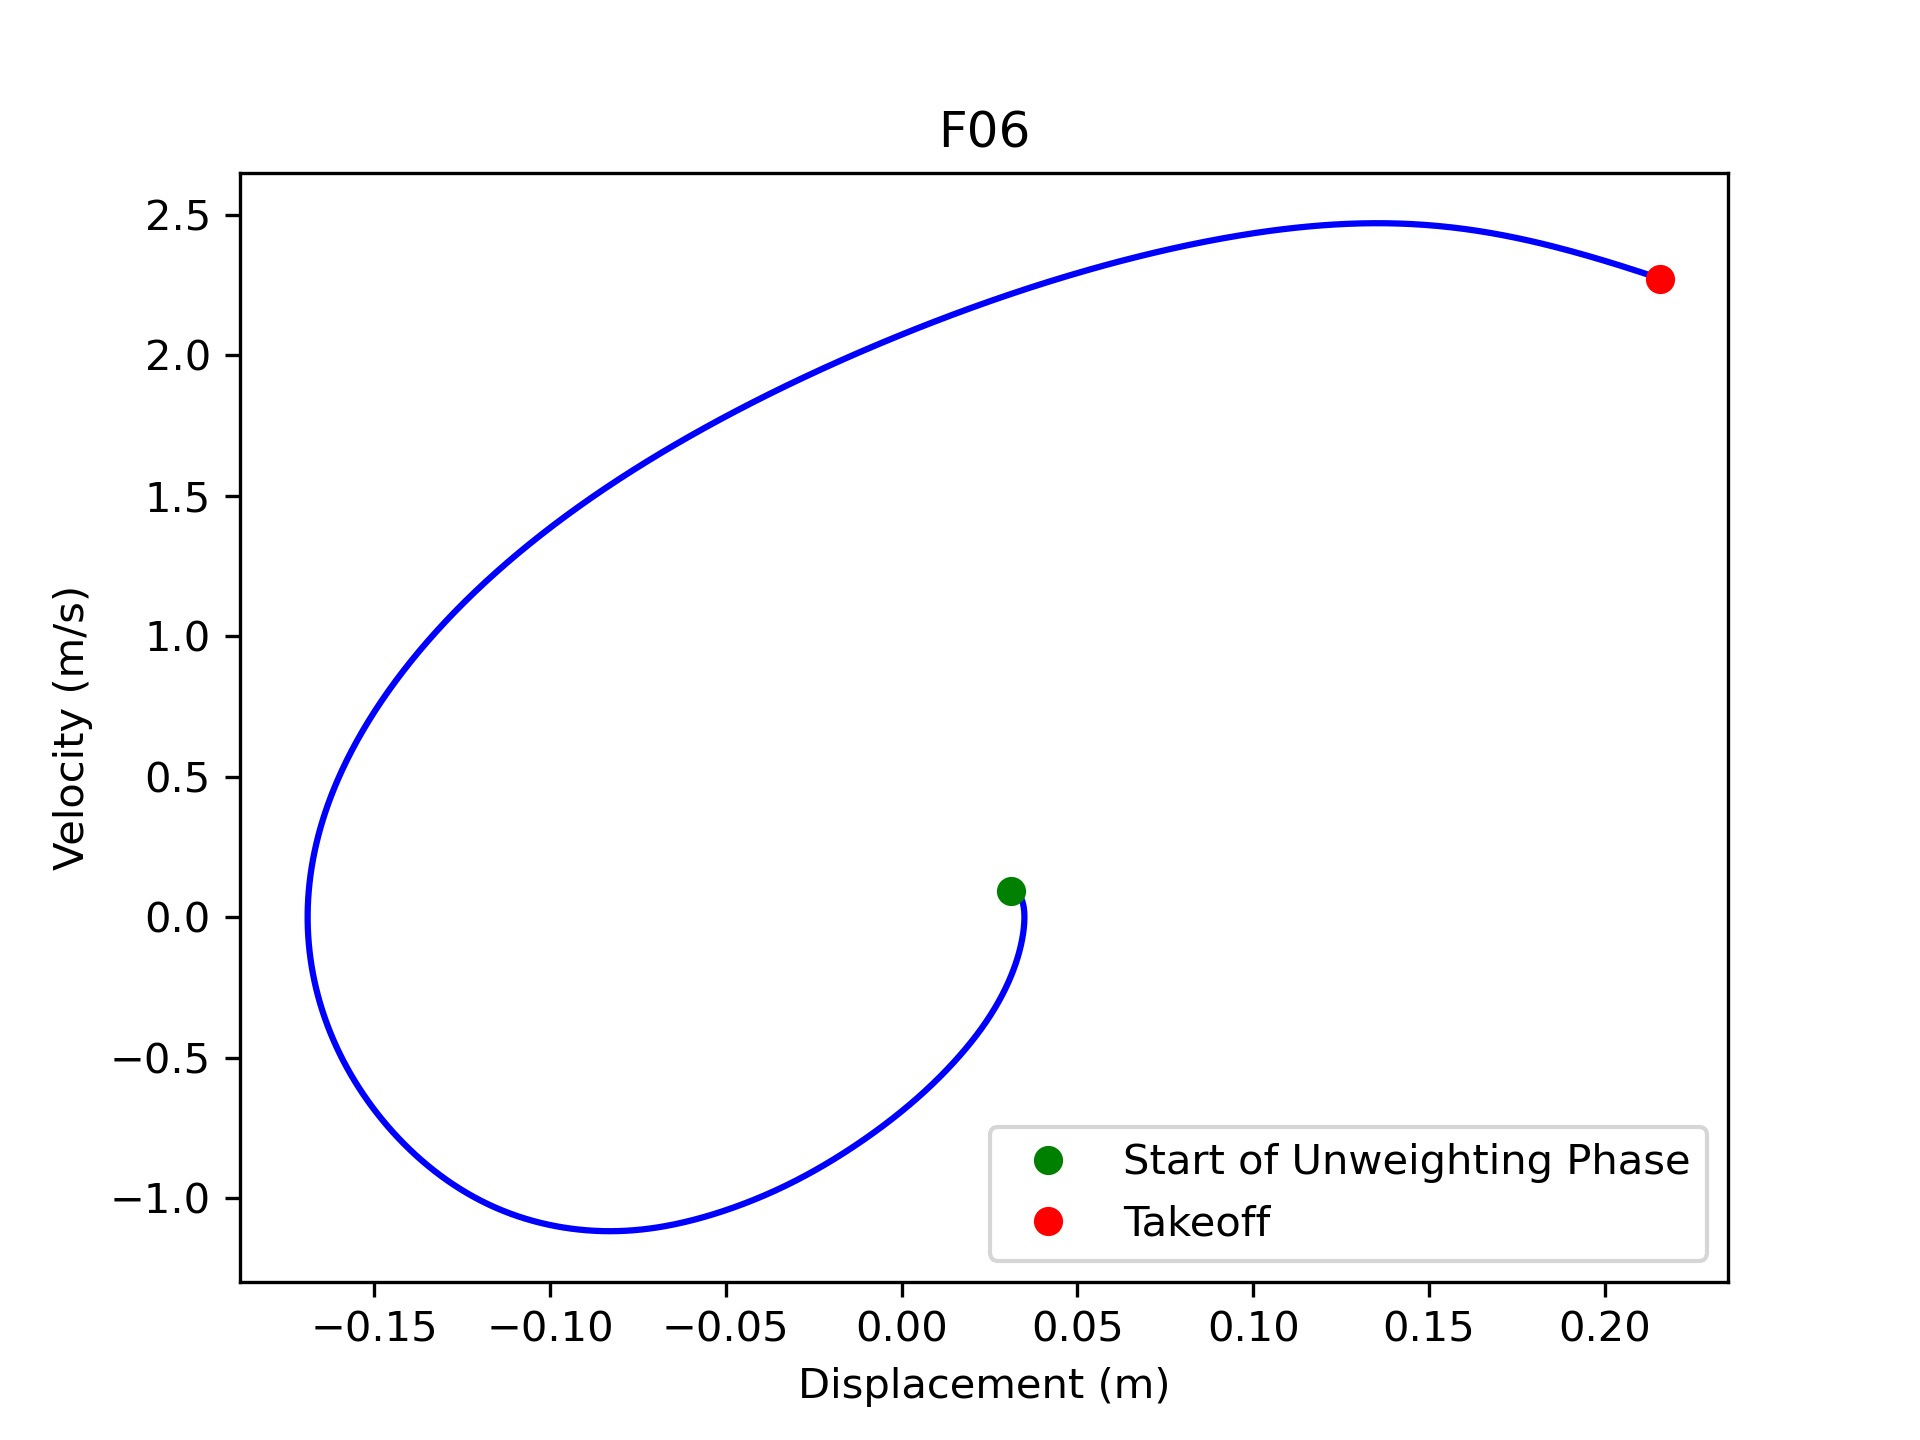 F06
2.5
2.0
1.5
1.0
0.5
0.0
−0.5
−1.0
Velocity (m/s)
Start of Unweighting Phase
Takeoff
−0.15 −0.10 −0.05 0.00 0.05 0.10 0.15 0.20
Displacement (m)